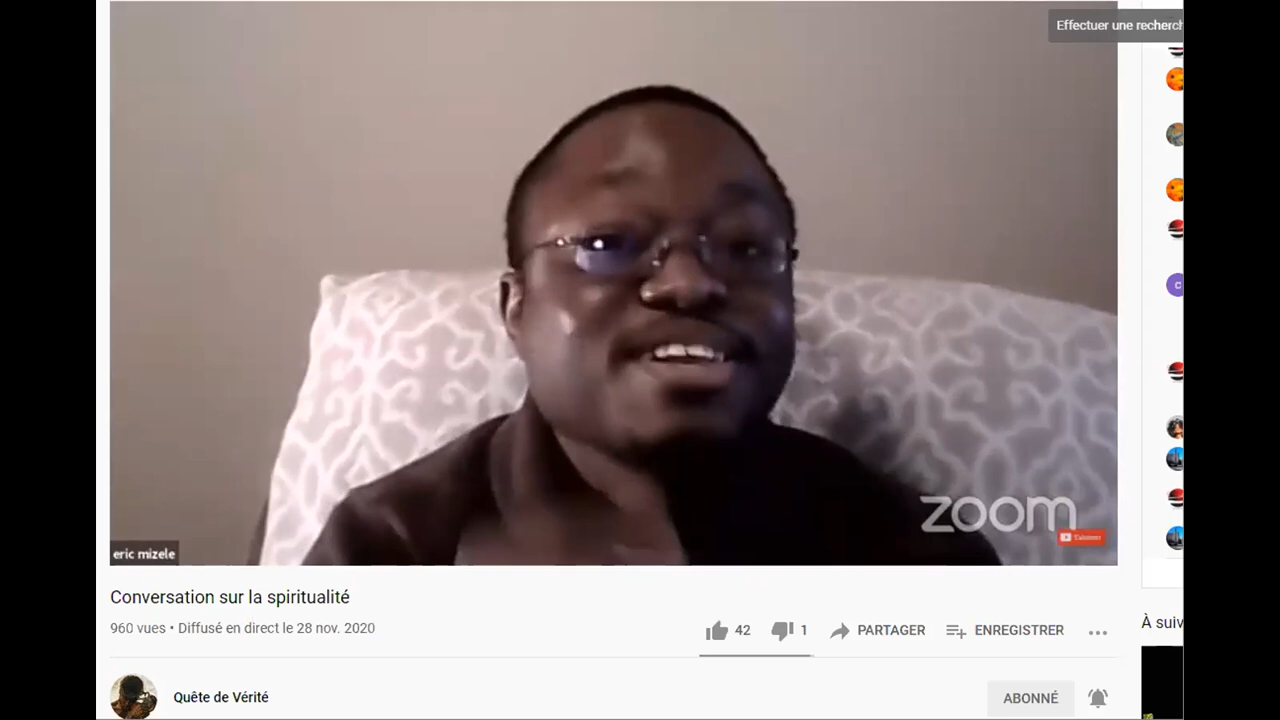 Effectuer une recherch
zoom
eric mizele
Conversation sur la spiritualité
960 vues • Diffusé en direct le 28 nov. 2020
42
1
PARTAGER
ENREGISTRER
À suiv
Quête de Vérité
ABONNÉ